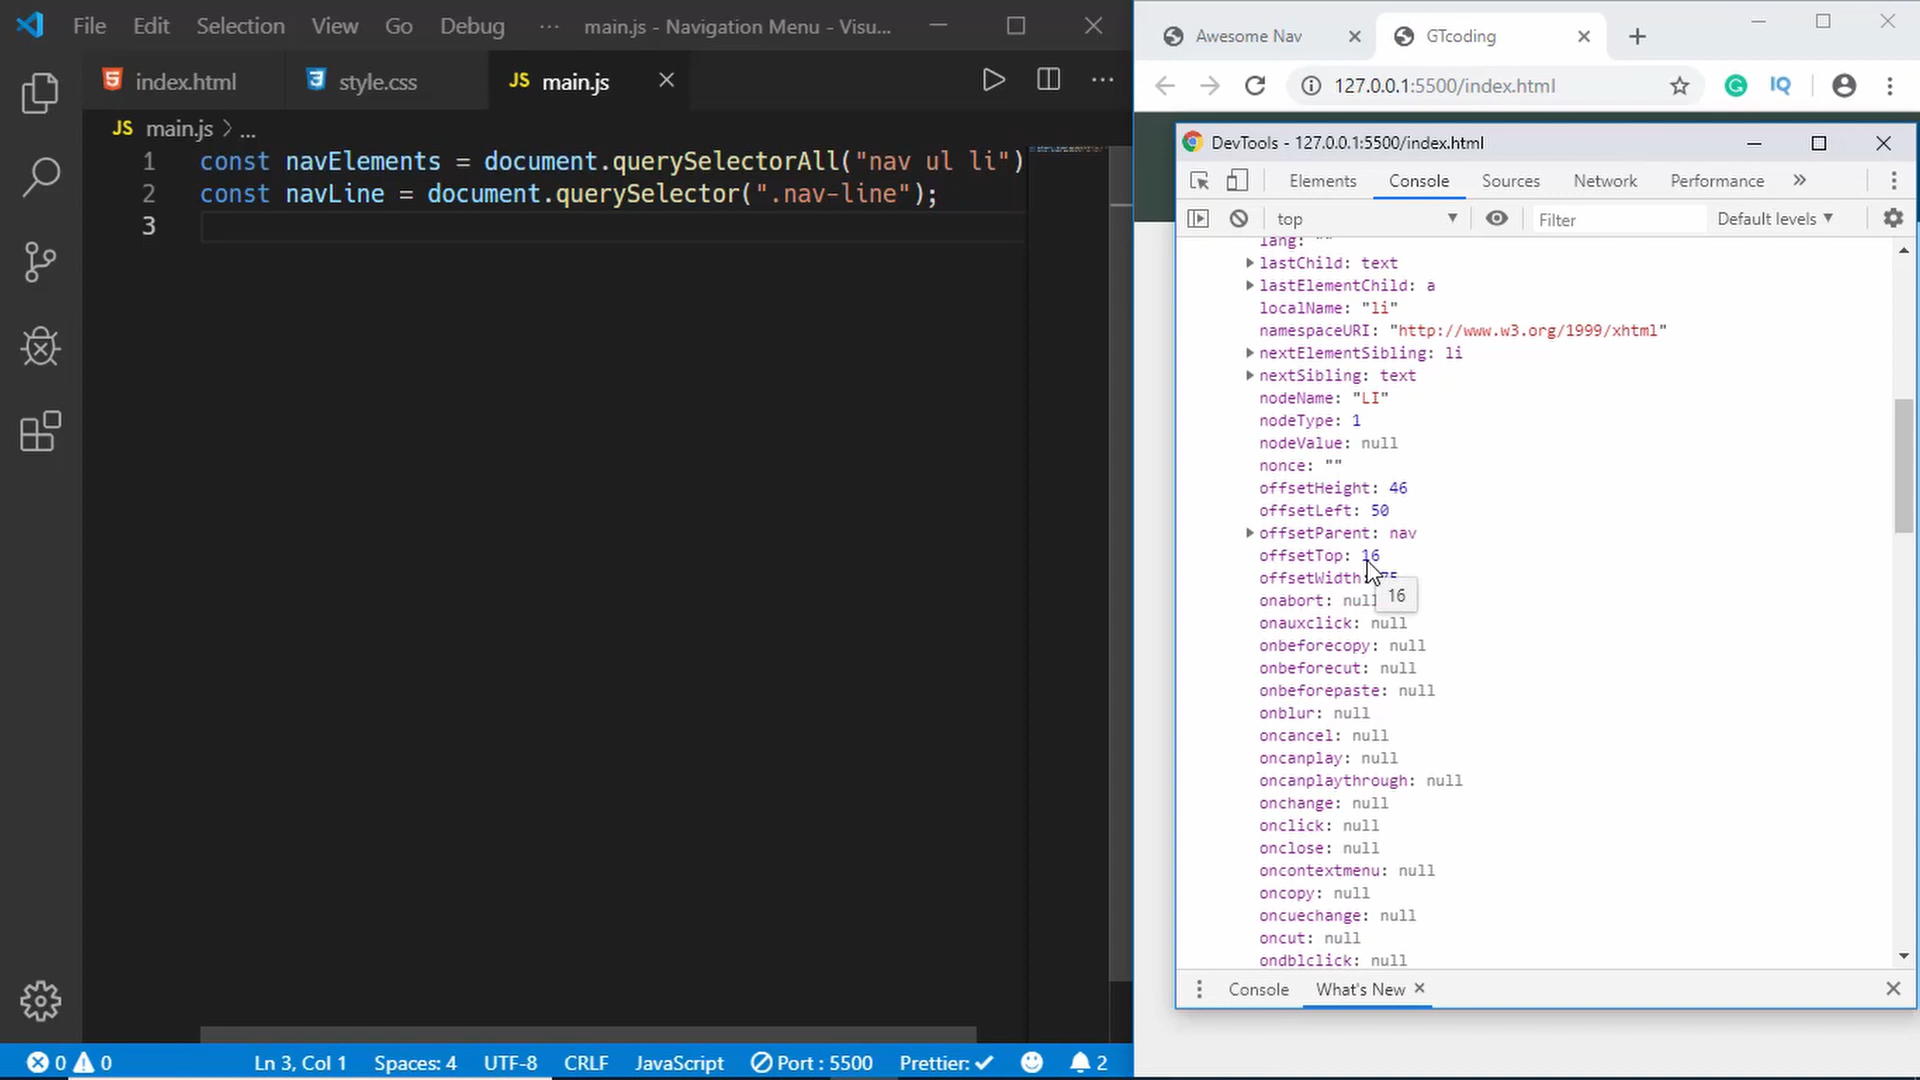 File Edit Selection View Go Debug ··· main.js - Navigation Menu - Visu...
index.html
style.css
JS main.js
JS main.js > ...
1 const navElements = document.querySelectorAll("nav ul li")
2 const navLine = document.querySelector(".nav-line");
3
0 0 Ln 3, Col 1 Spaces: 4 UTF-8 CRLF JavaScript Port : 5500 Prettier: 2
Awesome Nav
GTcoding
127.0.0.1:5500/index.html
IQ
DevTools - 127.0.0.1:5500/index.html
Elements Console Sources Network Performance »
top Filter Default levels
lang: ""
lastChild: text
lastElementChild: a
localName: "li"
namespaceURI: "http://www.w3.org/1999/xhtml"
nextElementSibling: li
nextSibling: text
nodeName: "LI"
nodeType: 1
nodeValue: null
nonce: ""
offsetHeight: 46
offsetLeft: 50
offsetParent: nav
offsetTop: 16
offsetWidth:
16
onabort: null
onauxclick: null
onbeforecopy: null
onbeforecut: null
onbeforepaste: null
onblur: null
oncancel: null
oncanplay: null
oncanplaythrough: null
onchange: null
onclick: null
onclose: null
oncontextmenu: null
oncopy: null
oncuechange: null
oncut: null
ondblclick: null
Console What's New